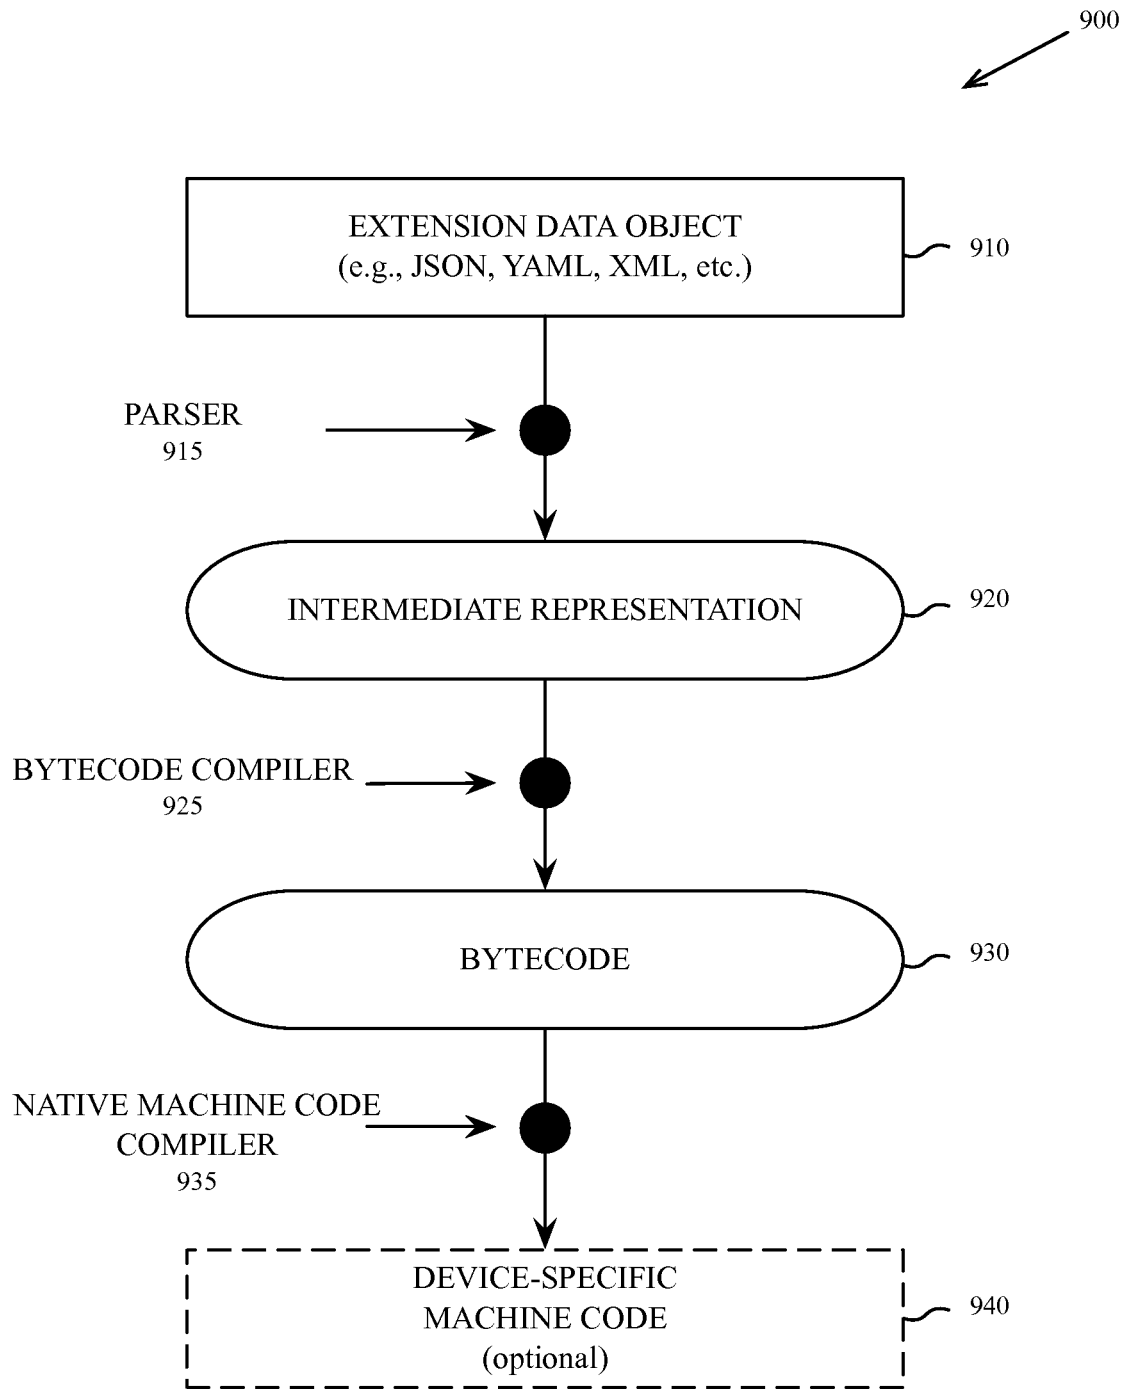 900
EXTENSION DATA OBJECT
(e.g., JSON, YAML, XML, etc.)
910
PARSER
915
INTERMEDIATE REPRESENTATION
920
BYTECODE COMPILER
925
BYTECODE
930
NATIVE MACHINE CODE
COMPILER
935
DEVICE-SPECIFIC
MACHINE CODE
(optional)
940